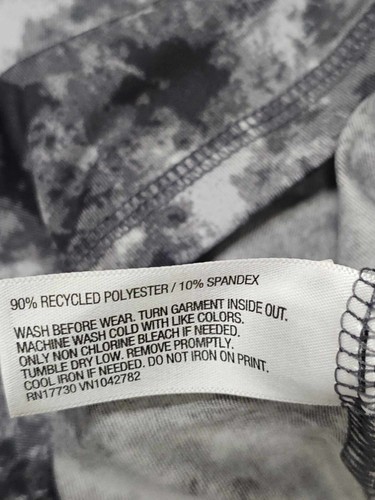 90% RECYCLED POLYESTER / 10% SPANDEX
WASH BEFORE WEAR. TURN GARMENT INSIDE OUT.
MACHINE WASH COLD WITH LIKE COLORS.
ONLY NON CHLORINE BLEACH IF NEEDED.
TUMBLE DRY LOW. REMOVE PROMPTLY.
COOL IRON IF NEEDED. DO NOT IRON ON PRINT.
RN17730 VN1042782